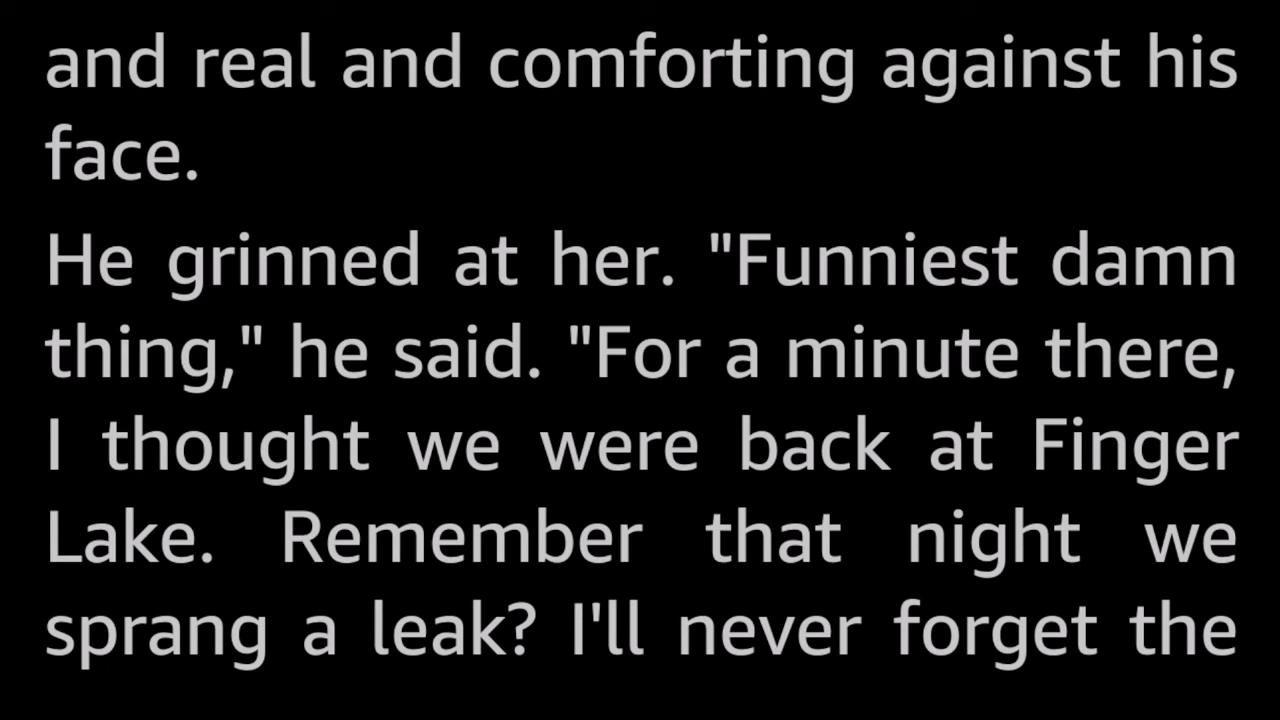 and real and comforting against his
face.
He grinned at her. "Funniest damn
thing," he said. "For a minute there,
I thought we were back at Finger
Lake. Remember that night we
sprang a leak? I'll never forget the